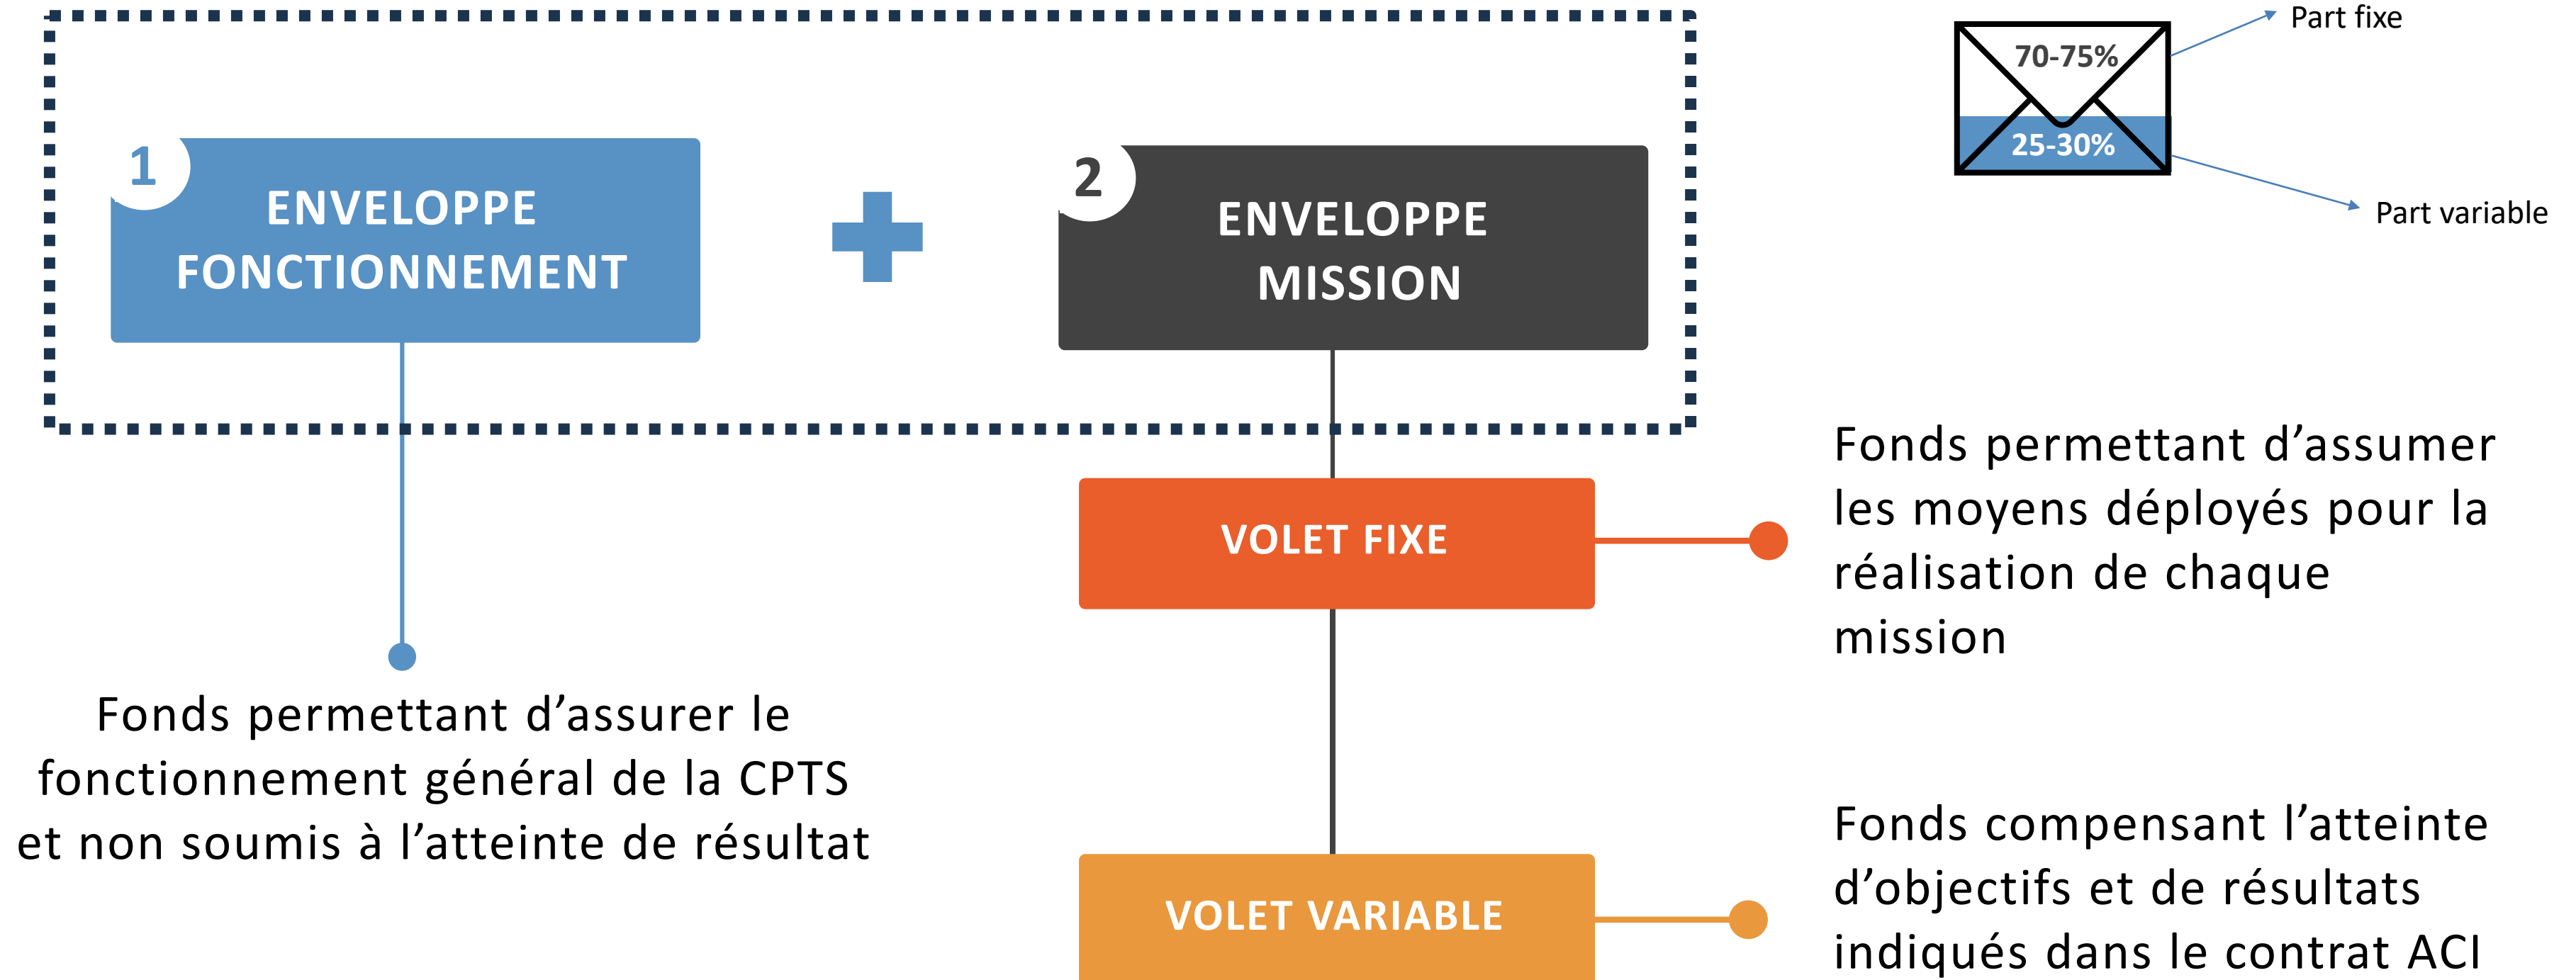 Part fixe
70-75%
25-30%
Part variable
1
ENVELOPPE
FONCTIONNEMENT
2
ENVELOPPE
MISSION
Fonds permettant d’assurer le
fonctionnement général de la CPTS
et non soumis à l’atteinte de résultat
VOLET FIXE
Fonds permettant d’assumer
les moyens déployés pour la
réalisation de chaque
mission
VOLET VARIABLE
Fonds compensant l’atteinte
d’objectifs et de résultats
indiqués dans le contrat ACI